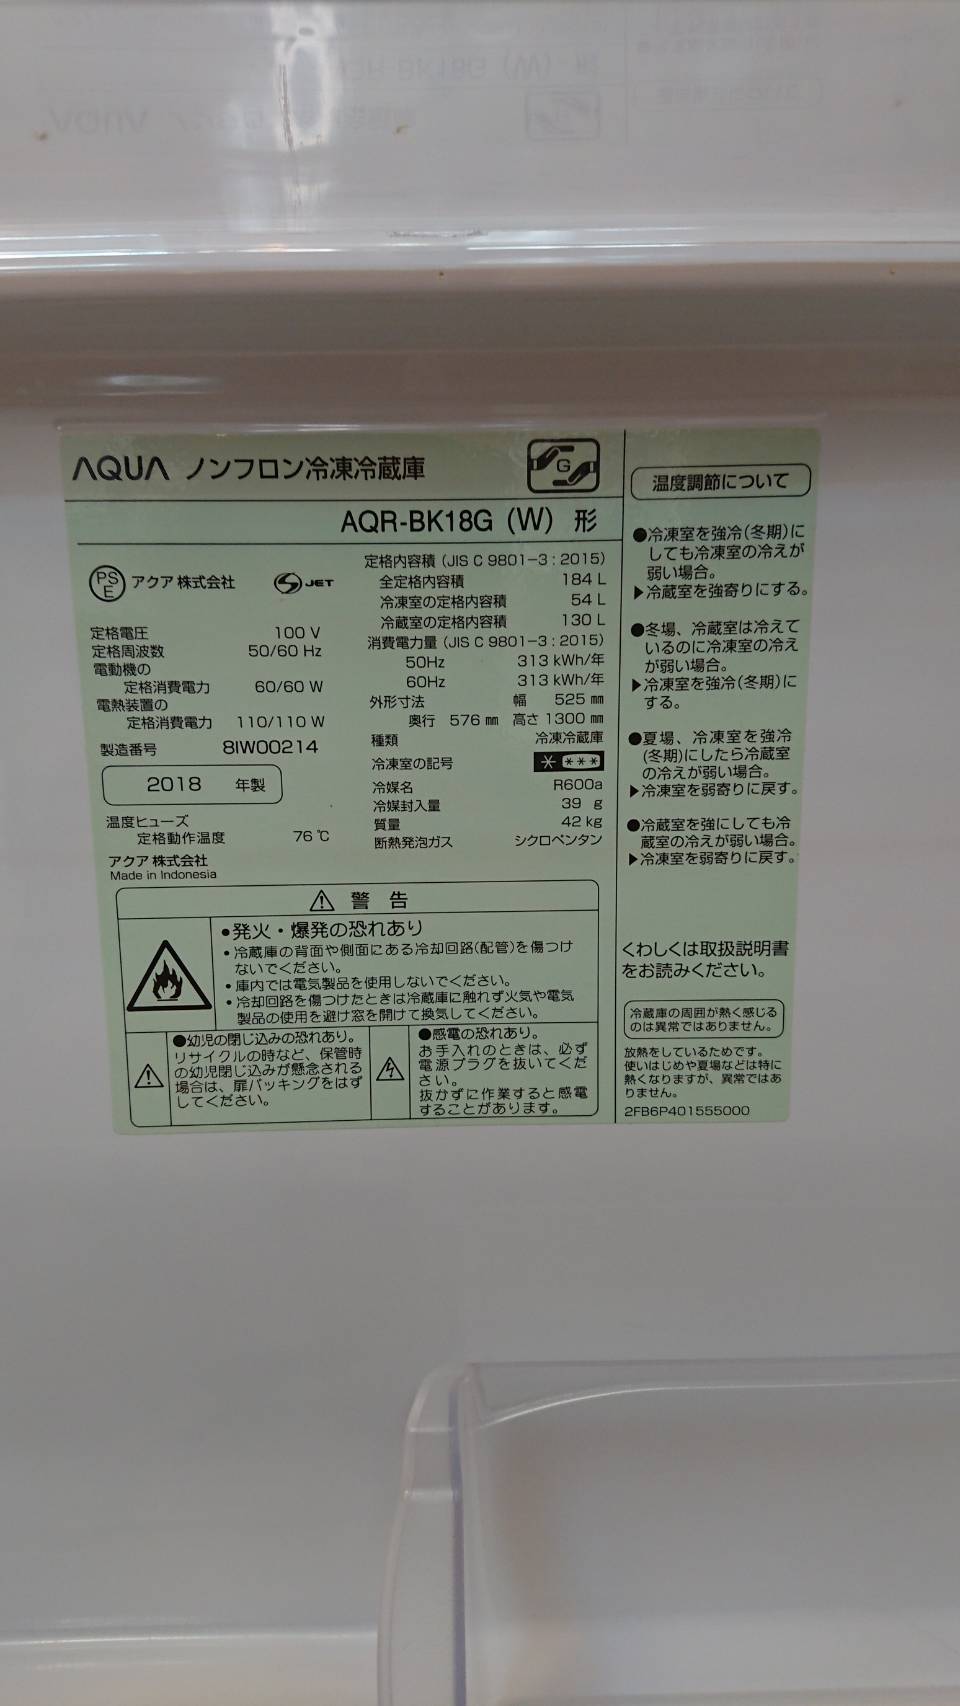 AQUA ノンフロン冷凍冷蔵庫
G
AQR-BK18G (W) 形
PS
E
アクア 株式会社
S JET
定格電圧 100 V
定格周波数 50/60 Hz
電動機の
定格消費電力 60/60 W
電熱装置の
定格消費電力 110/110 W
製造番号 8IW00214
2018 年製
温度ヒューズ
定格動作温度 76 ℃
アクア 株式会社
Made in Indonesia
定格内容積 (JIS C 9801-3:2015)
全定格内容積 184 L
冷凍室の定格内容積 54 L
冷蔵室の定格内容積 130 L
消費電力量 (JIS C 9801-3:2015)
50Hz 313 kWh/年
60Hz 313 kWh/年
外形寸法 幅 525 ㎜
奥行 576 ㎜ 高さ 1300 ㎜
種類 冷凍冷蔵庫
冷凍室の記号 * ***
冷媒名 R600a
冷媒封入量 39 g
質量 42 kg
断熱発泡ガス シクロペンタン
⚠ 警 告
●発火・爆発の恐れあり
・冷蔵庫の背面や側面にある冷却回路(配管)を傷つけ
ないでください。
・庫内では電気製品を使用しないでください。
・冷却回路を傷つけたときは冷蔵庫に触れず火気や電気
製品の使用を避け窓を開けて換気してください。
●幼児の閉じ込みの恐れあり。
リサイクルの時など、保管時
の幼児閉じ込みが懸念される
場合は、扉パッキングをはず
してください。
●感電の恐れあり。
お手入れのときは、必ず
電源プラグを抜いてくだ
さい。
抜かずに作業すると感電
することがあります。
温度調節について
●冷凍室を強冷(冬期)に
しても冷凍室の冷えが
弱い場合。
▶冷蔵室を強寄りにする。
●冬場、冷蔵室は冷えて
いるのに冷凍室の冷え
が弱い場合。
▶冷凍室を強冷(冬期)に
する。
●夏場、冷凍室を強冷
(冬期)にしたら冷蔵室
の冷えが弱い場合。
▶冷凍室を弱寄りに戻す。
●冷蔵室を強にしても冷
蔵室の冷えが弱い場合。
▶冷凍室を弱寄りに戻す。
くわしくは取扱説明書
をお読みください。
冷蔵庫の周囲が熱く感じる
のは異常ではありません。
放熱をしているためです。
使いはじめや夏場などは特に
熱くなりますが、異常ではあ
りません。
2FB6P401555000